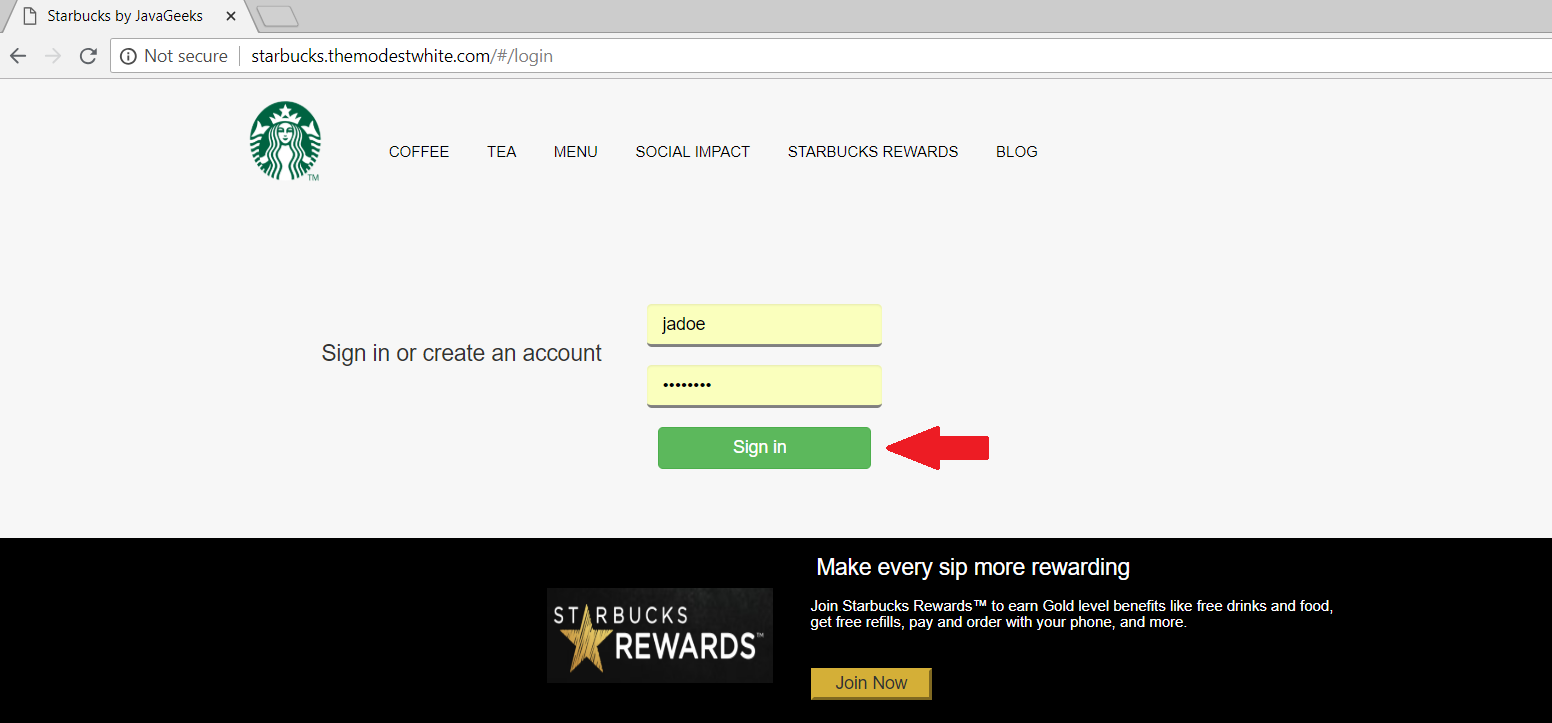 Starbucks by JavaGeeks
Not secure starbucks.themodestwhite.com/#/login
TM
COFFEE TEA MENU SOCIAL IMPACT STARBUCKS REWARDS BLOG
jadoe
Sign in or create an account
••••••••
Sign in
Make every sip more rewarding
STARBUCKS
REWARDS™
Join Starbucks Rewards™ to earn Gold level benefits like free drinks and food,
get free refills, pay and order with your phone, and more.
Join Now